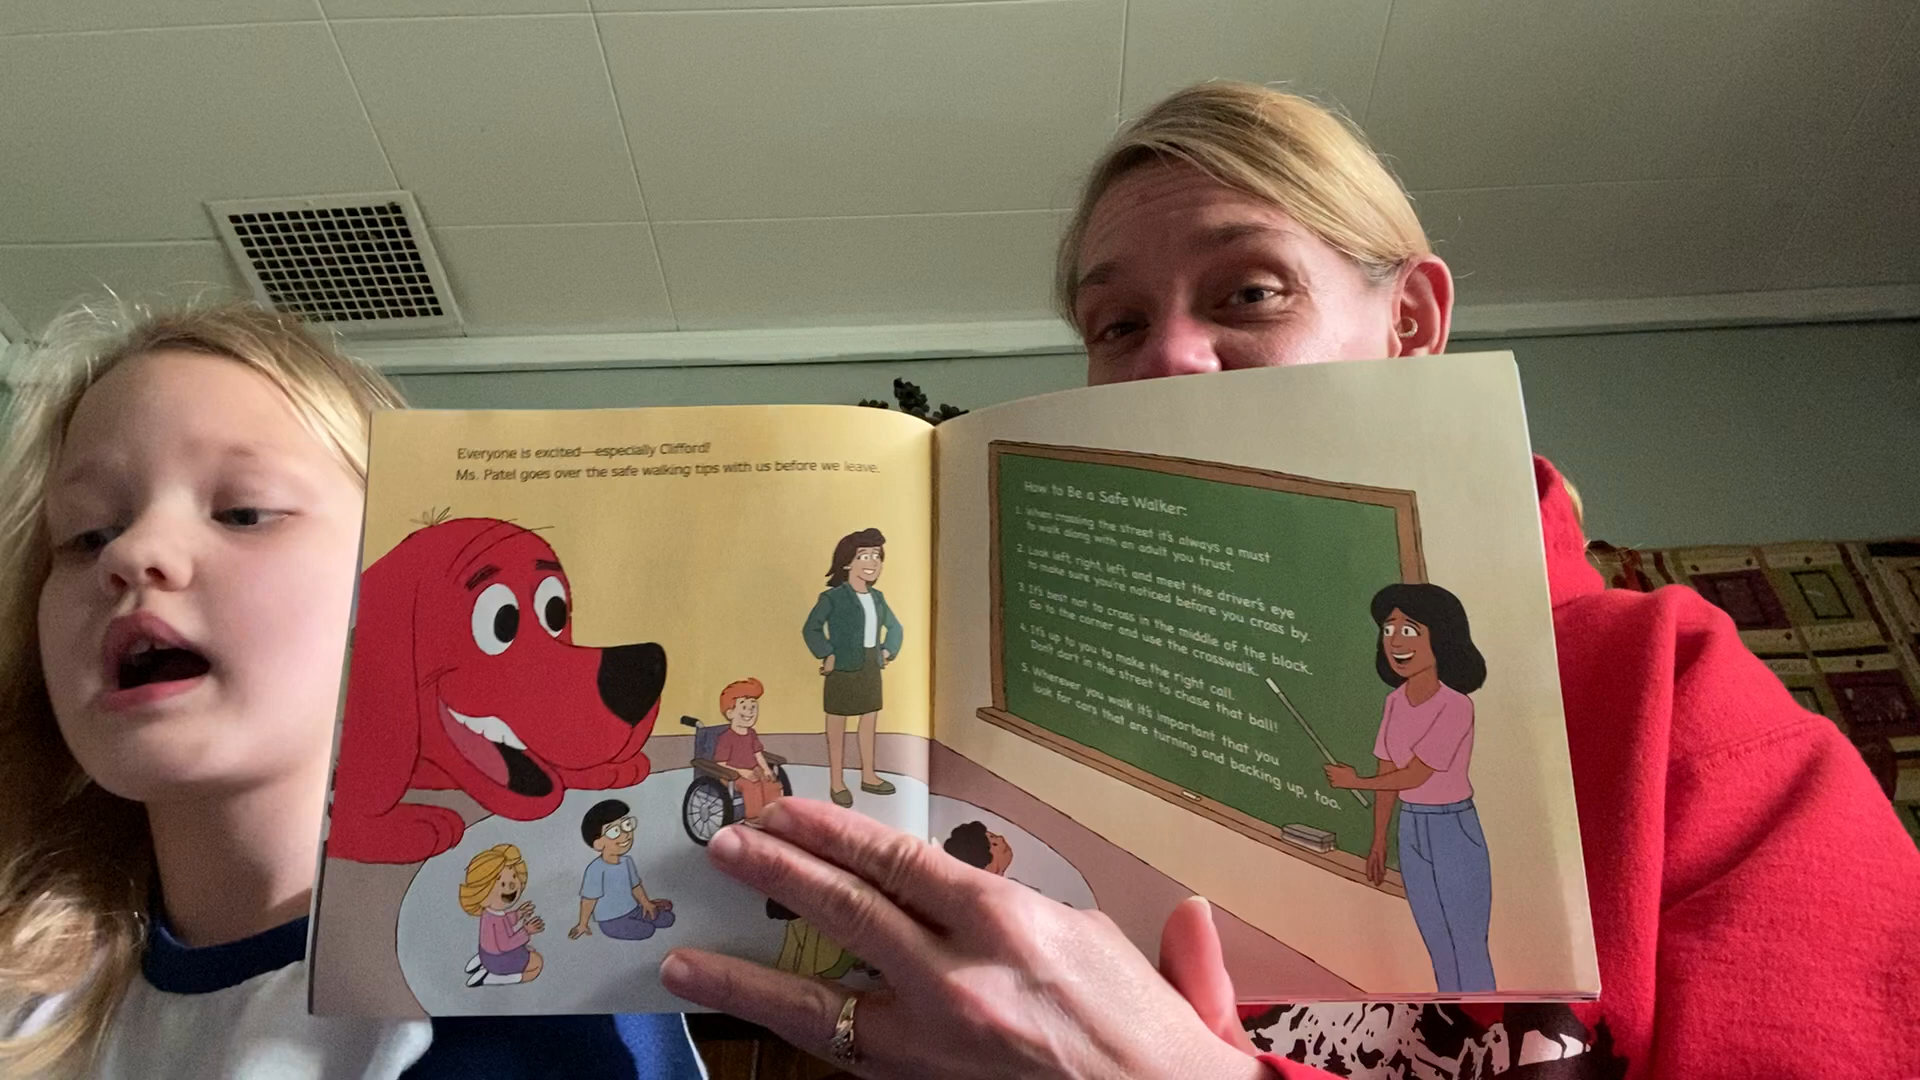 Everyone is excited—especially Clifford!
Ms. Patel goes over the safe walking tips with us before we leave.
How to Be a Safe Walker:
1. When crossing the street it's always a must
to walk along with an adult you trust.
2. Look left, right, left, and meet the driver's eye
to make sure you're noticed before you cross by.
3. It's best not to cross in the middle of the block.
Go to the corner and use the crosswalk.
4. It's up to you to make the right call.
Don't dart in the street to chase that ball!
5. Wherever you walk it's important that you
look for cars that are turning and backing up, too.